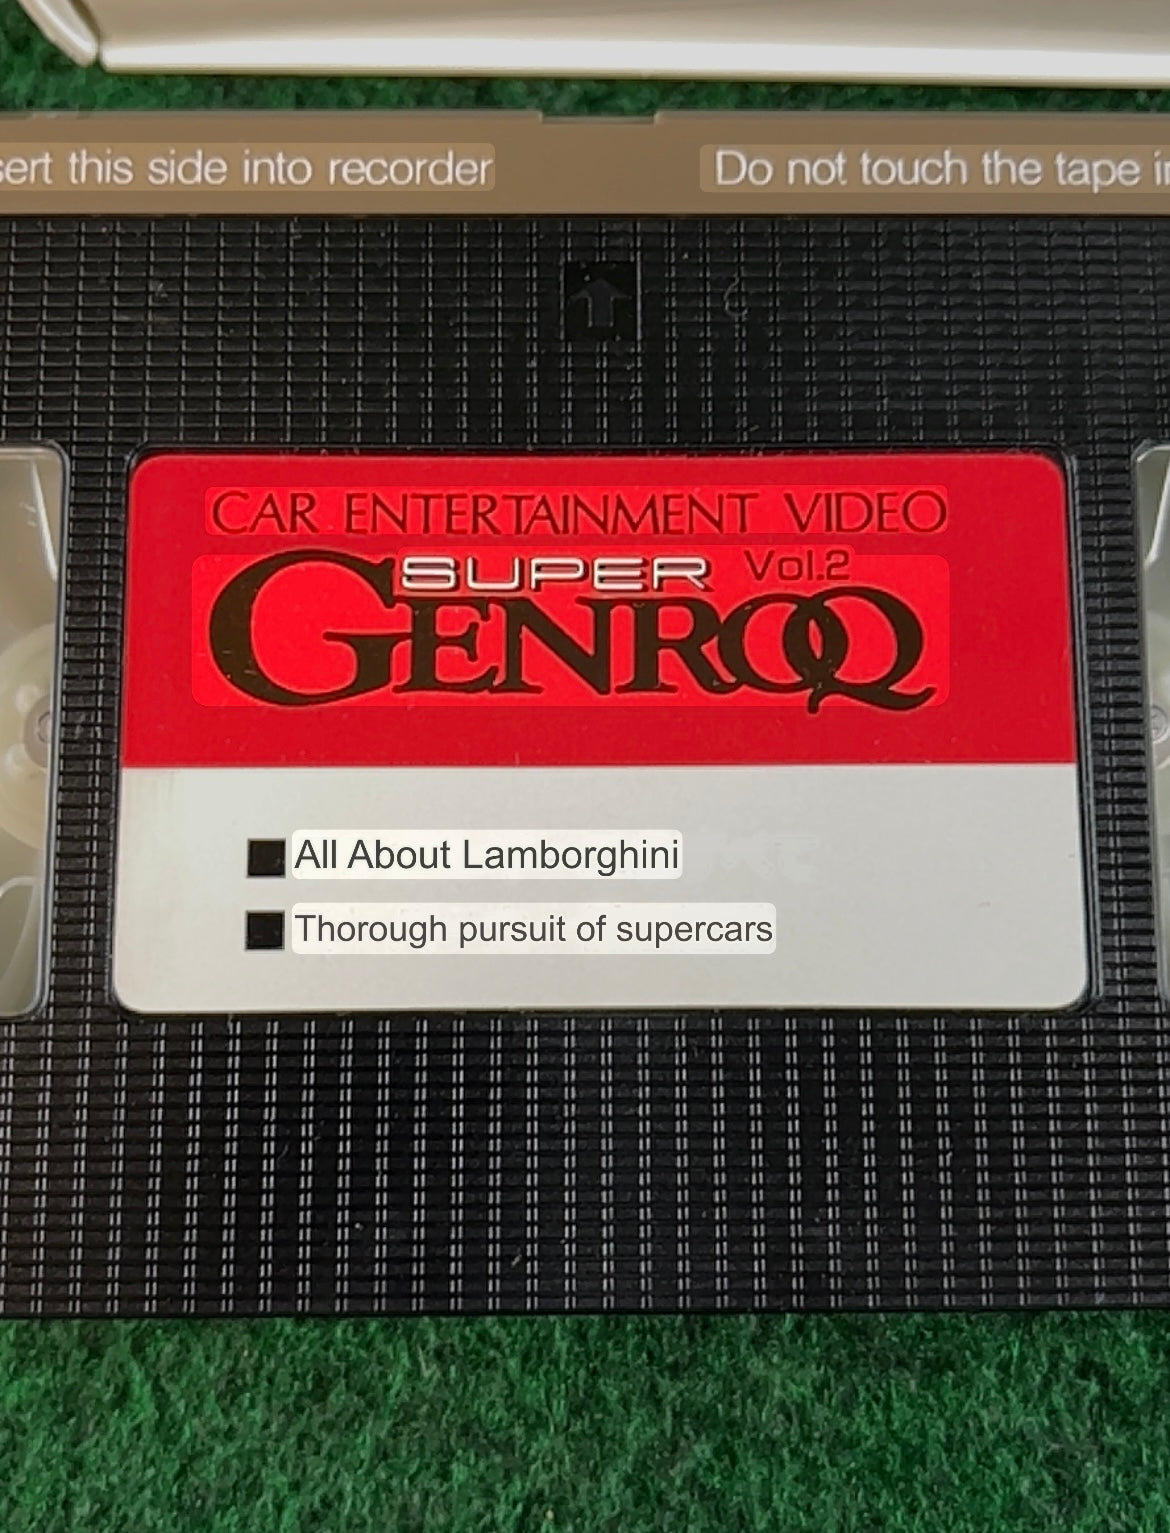 sert this side into recorder
Do not touch the tape in
CAR ENTERTAINMENT VIDEO
SUPER Vol.2
GENROQ
All About Lamborghini
Thorough pursuit of supercars